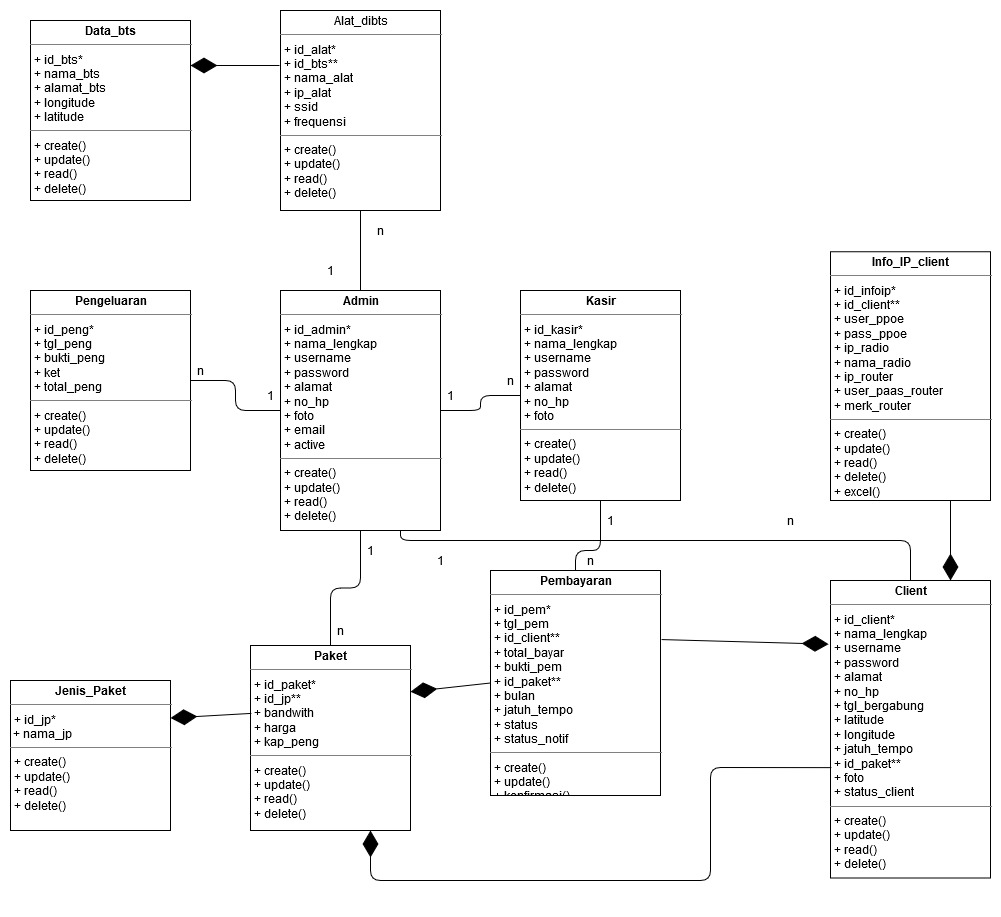 Data_bts
+ id_bts*
+ nama_bts
+ alamat_bts
+ longitude
+ latitude
+ create()
+ update()
+ read()
+ delete()
Alat_dibts
+ id_alat*
+ id_bts**
+ nama_alat
+ ip_alat
+ ssid
+ frequensi
+ create()
+ update()
+ read()
+ delete()
n
1
Pengeluaran
+ id_peng*
+ tgl_peng
+ bukti_peng
+ ket
+ total_peng
+ create()
+ update()
+ read()
+ delete()
n
1
Admin
+ id_admin*
+ nama_lengkap
+ username
+ password
+ alamat
+ no_hp
+ foto
+ email
+ active
+ create()
+ update()
+ read()
+ delete()
1
n
Kasir
+ id_kasir*
+ nama_lengkap
+ username
+ password
+ alamat
+ no_hp
+ foto
+ create()
+ update()
+ read()
+ delete()
Info_IP_client
+ id_infoip*
+ id_client**
+ user_ppoe
+ pass_ppoe
+ ip_radio
+ nama_radio
+ ip_router
+ user_paas_router
+ merk_router
+ create()
+ update()
+ read()
+ delete()
+ excel()
1
n
1
1
n
n
Jenis_Paket
+ id_jp*
+ nama_jp
+ create()
+ update()
+ read()
+ delete()
Paket
+ id_paket*
+ id_jp**
+ bandwith
+ harga
+ kap_peng
+ create()
+ update()
+ read()
+ delete()
Pembayaran
+ id_pem*
+ tgl_pem
+ id_client**
+ total_bayar
+ bukti_pem
+ id_paket**
+ bulan
+ jatuh_tempo
+ status
+ status_notif
+ create()
+ update()
+ konfirmasi()
Client
+ id_client*
+ nama_lengkap
+ username
+ password
+ alamat
+ no_hp
+ tgl_bergabung
+ latitude
+ longitude
+ jatuh_tempo
+ id_paket**
+ foto
+ status_client
+ create()
+ update()
+ read()
+ delete()